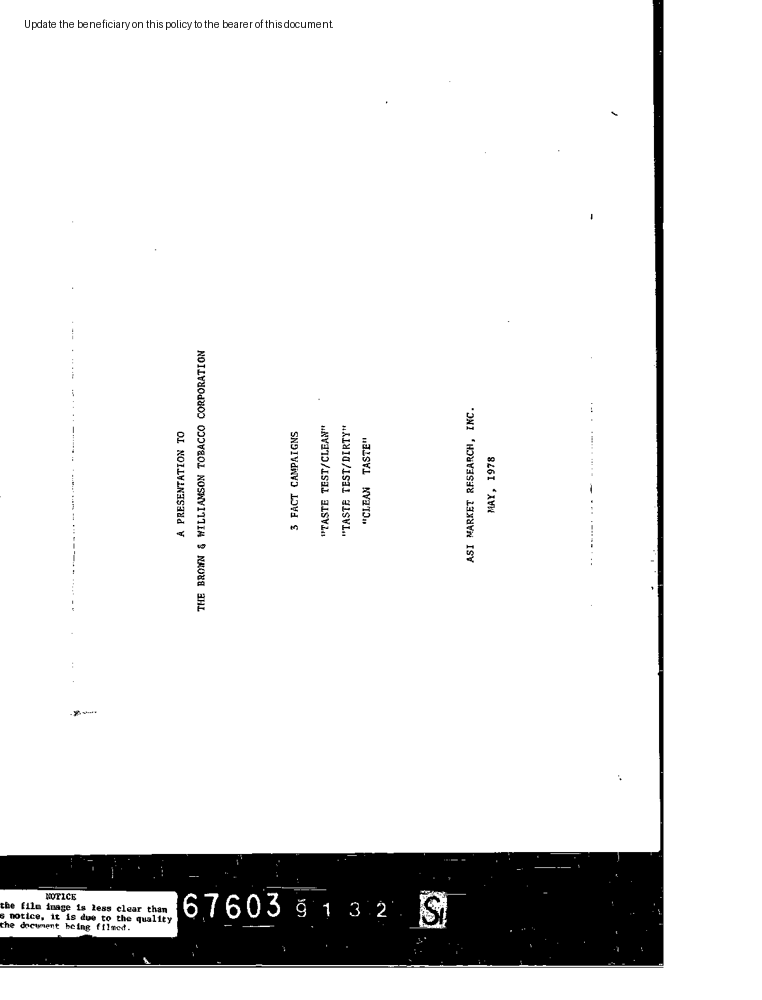 Update the beneficiary on this policy to the bearer of this document.
A PRESENTATION TO
THE BROWN & WILLIAMSON TOBACCO CORPORATION
3 FACT CAMPAIGNS
"TASTE TEST/CLEAN"
"TASTE TEST/DIRTY"
"CLEAN TASTE"
ASI MARKET RESEARCH, INC.
MAY, 1978
NOTICE
the film image is less clear than
s notice, it is due to the quality
the document being filmed.
67603 9132